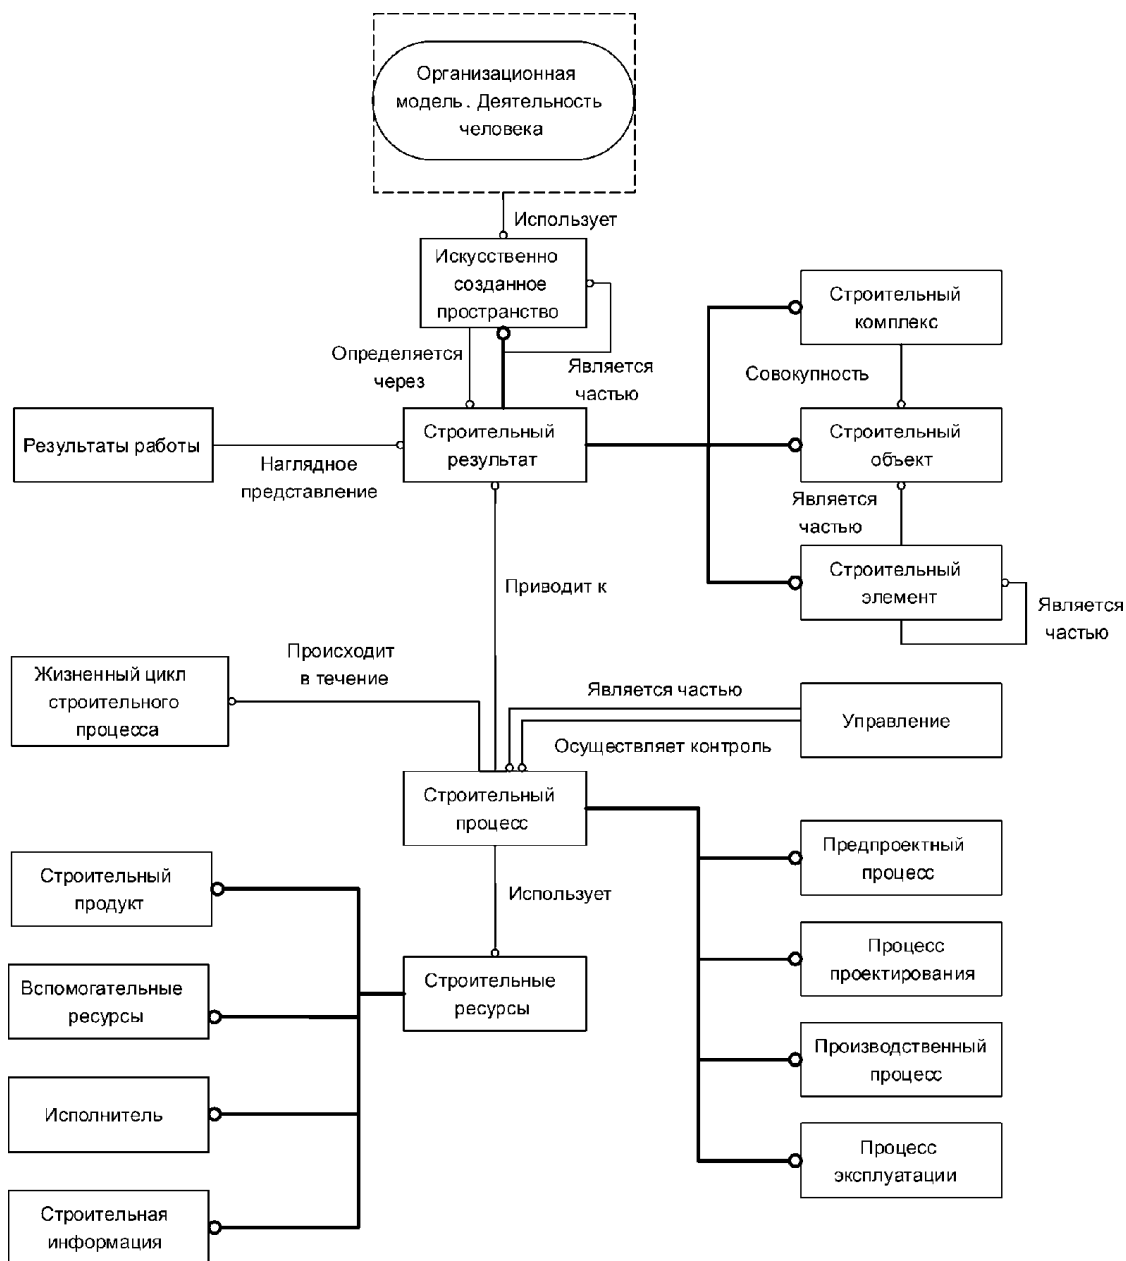 Организационная
модель . Деятельность
человека
Использует
Искусственно
созданное
пространство
Определяется
через
Является
частью
Строительный
комплекс
Совокупность
Результаты работы
Наглядное
представление
Строительный
результат
Строительный
объект
Является
частью
Строительный
элемент
Является
частью
Приводит к
Происходит
в течение
Жизненный цикл
строительного
процесса
Является частью
Управление
Осуществляет контроль
Строительный
процесс
Предпроектный
процесс
Строительный
продукт
Использует
Процесс
проектирования
Вспомогательные
ресурсы
Строительные
ресурсы
Производственный
процесс
Исполнитель
Процесс
эксплуатации
Строительная
информация